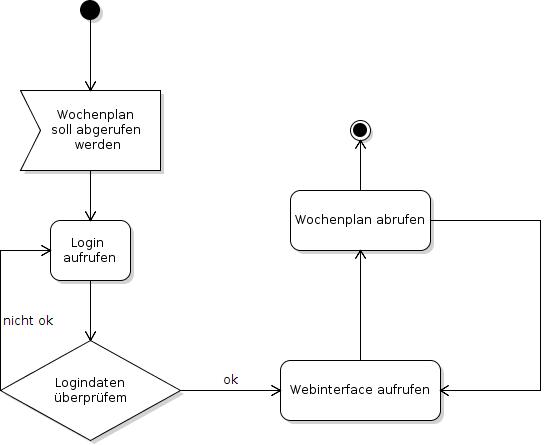 Wochenplan
soll abgerufen
werden
Login
aufrufen
nicht ok
Logindaten
überprüfem
ok
Webinterface aufrufen
Wochenplan abrufen